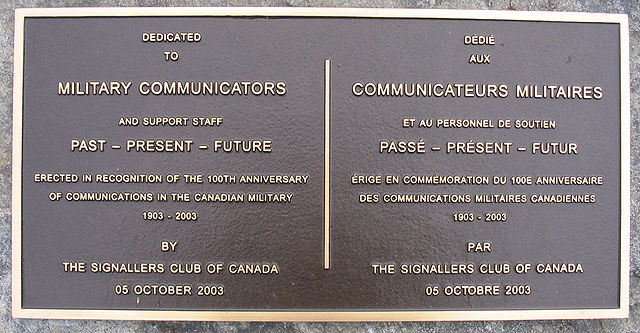 DEDICATED
TO
MILITARY COMMUNICATORS
AND SUPPORT STAFF
PAST – PRESENT – FUTURE
ERECTED IN RECOGNITION OF THE 100TH ANNIVERSARY
OF COMMUNICATIONS IN THE CANADIAN MILITARY
1903 - 2003
BY
THE SIGNALLERS CLUB OF CANADA
05 OCTOBER 2003
DÉDIÉ
AUX
COMMUNICATEURS MILITAIRES
ET AU PERSONNEL DE SOUTIEN
PASSÉ – PRÉSENT – FUTUR
ÉRIGÉ EN COMMÉMORATION DU 100E ANNIVERSAIRE
DES COMMUNICATIONS MILITAIRES CANADIENNES
1903 - 2003
PAR
THE SIGNALLERS CLUB OF CANADA
05 OCTOBRE 2003